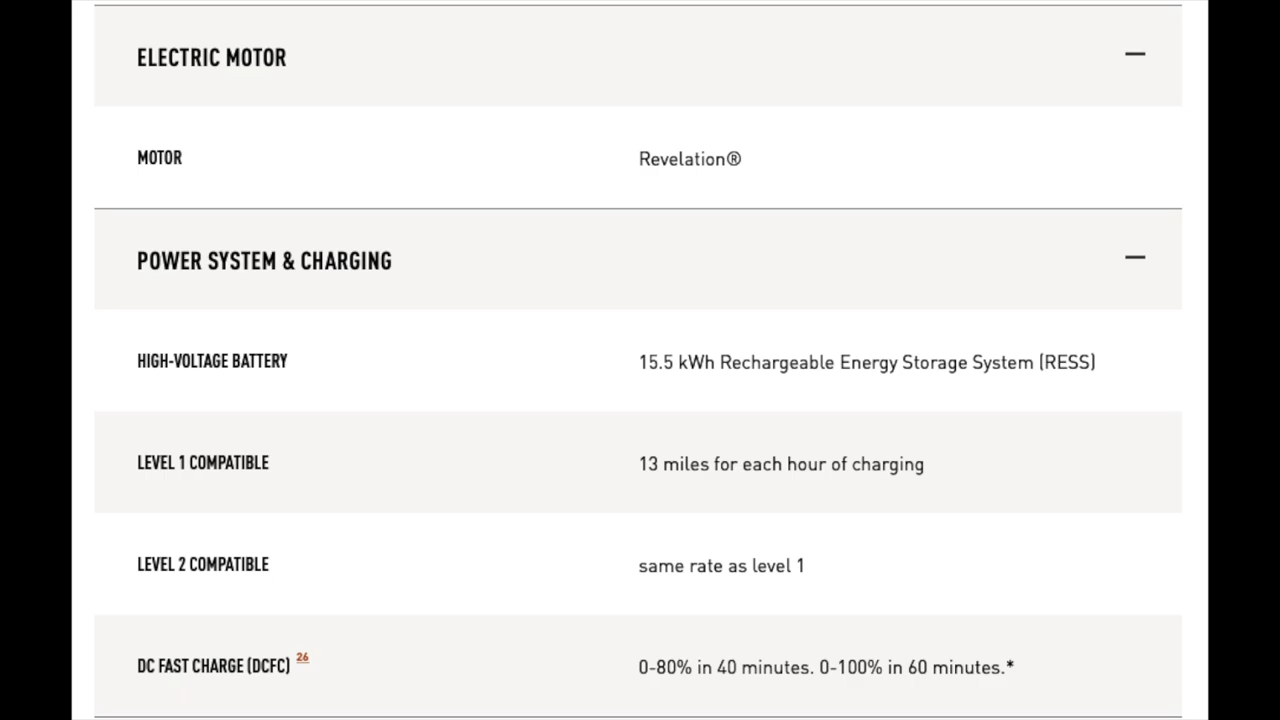 ELECTRIC MOTOR
MOTOR
Revelation®
POWER SYSTEM & CHARGING
HIGH-VOLTAGE BATTERY
15.5 kWh Rechargeable Energy Storage System (RESS)
LEVEL 1 COMPATIBLE
13 miles for each hour of charging
LEVEL 2 COMPATIBLE
same rate as level 1
DC FAST CHARGE (DCFC) 26
0-80% in 40 minutes. 0-100% in 60 minutes.*